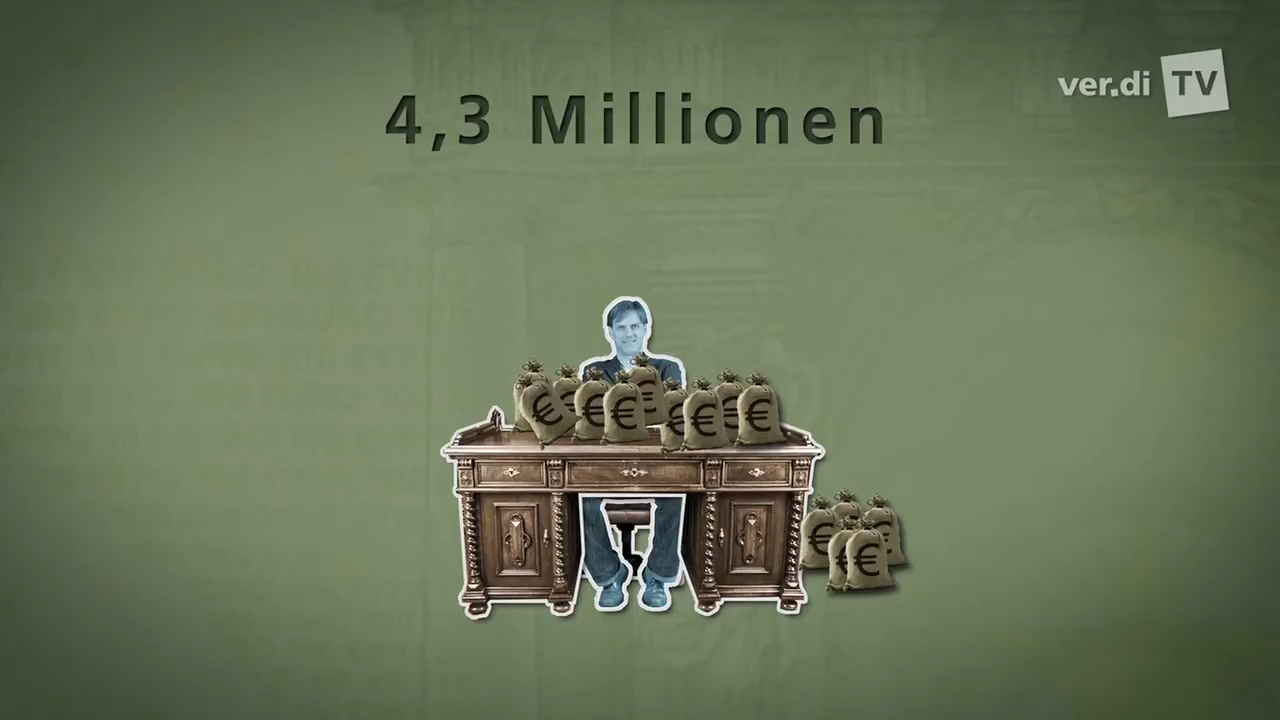 4,3 Millionen
ver.di TV
€ € € € € € € €
€ € € €